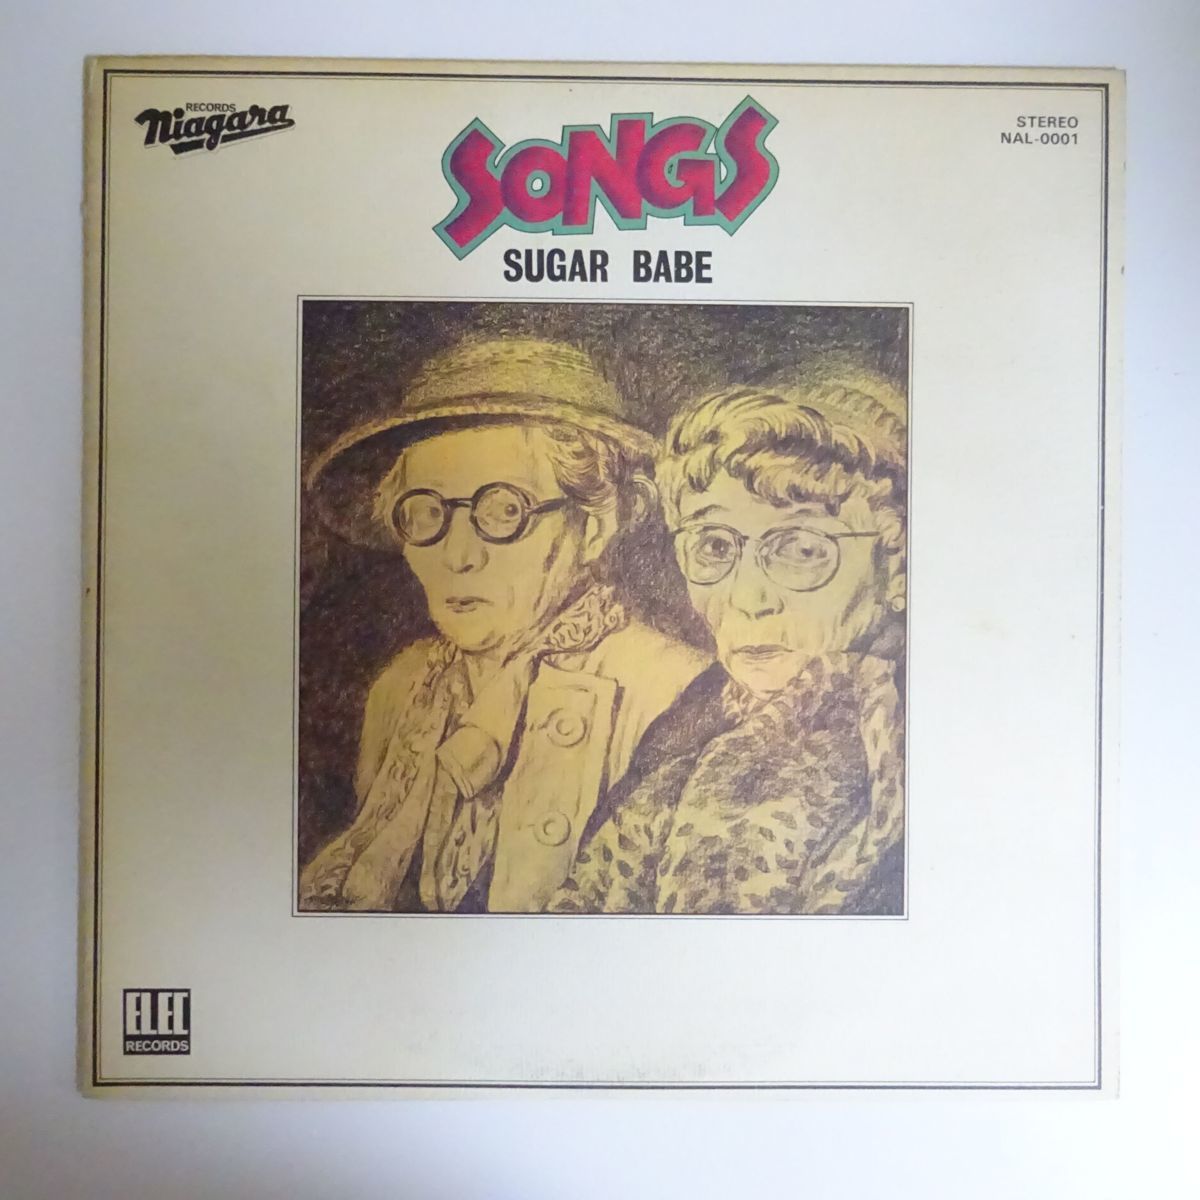 RECORDS
Niagara
SONGS
STEREO
NAL-0001
SUGAR BABE
ELEC
RECORDS